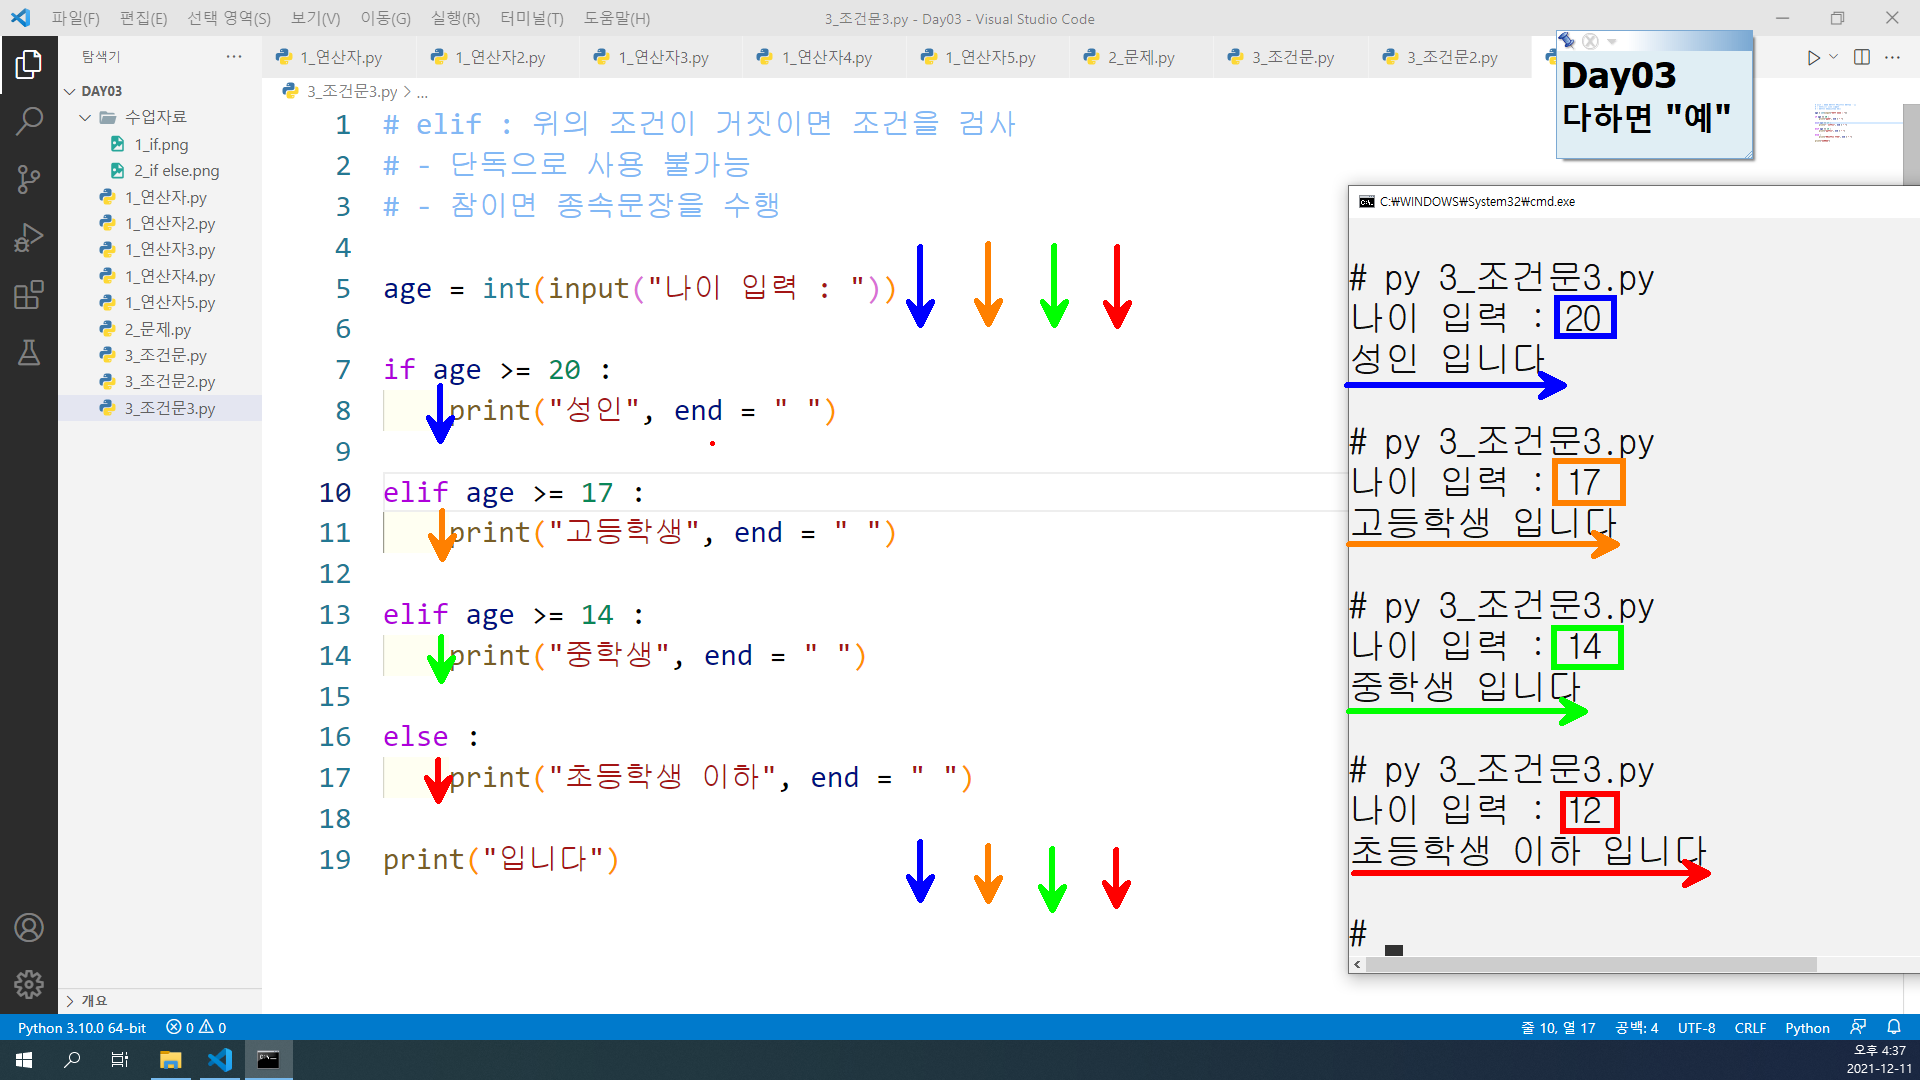 파일(F) 편집(E) 선택 영역(S) 보기(V) 이동(G) 실행(R) 터미널(T) 도움말(H)
3_조건문3.py - Day03 - Visual Studio Code
탐색기
1_연산자.py 1_연산자2.py 1_연산자3.py 1_연산자4.py 1_연산자5.py 2_문제.py 3_조건문.py 3_조건문2.py
DAY03
수업자료
1_if.png
2_if else.png
1_연산자.py
1_연산자2.py
1_연산자3.py
1_연산자4.py
1_연산자5.py
2_문제.py
3_조건문.py
3_조건문2.py
3_조건문3.py
개요
3_조건문3.py > ...
1 # elif : 위의 조건이 거짓이면 조건을 검사
2 # - 단독으로 사용 불가능
3 # - 참이면 종속문장을 수행
4
5 age = int(input("나이 입력 : "))
6
7 if age >= 20 :
8 print("성인", end = " ")
9
10 elif age >= 17 :
11 print("고등학생", end = " ")
12
13 elif age >= 14 :
14 print("중학생", end = " ")
15
16 else :
17 print("초등학생 이하", end = " ")
18
19 print("입니다")
Day03
다하면 "예"
C:₩WINDOWS₩System32₩cmd.exe
# py 3_조건문3.py
나이 입력 : 20
성인 입니다
# py 3_조건문3.py
나이 입력 : 17
고등학생 입니다
# py 3_조건문3.py
나이 입력 : 14
중학생 입니다
# py 3_조건문3.py
나이 입력 : 12
초등학생 이하 입니다
#
Python 3.10.0 64-bit 0 0
줄 10, 열 17 공백: 4 UTF-8 CRLF Python
오후 4:37
2021-12-11